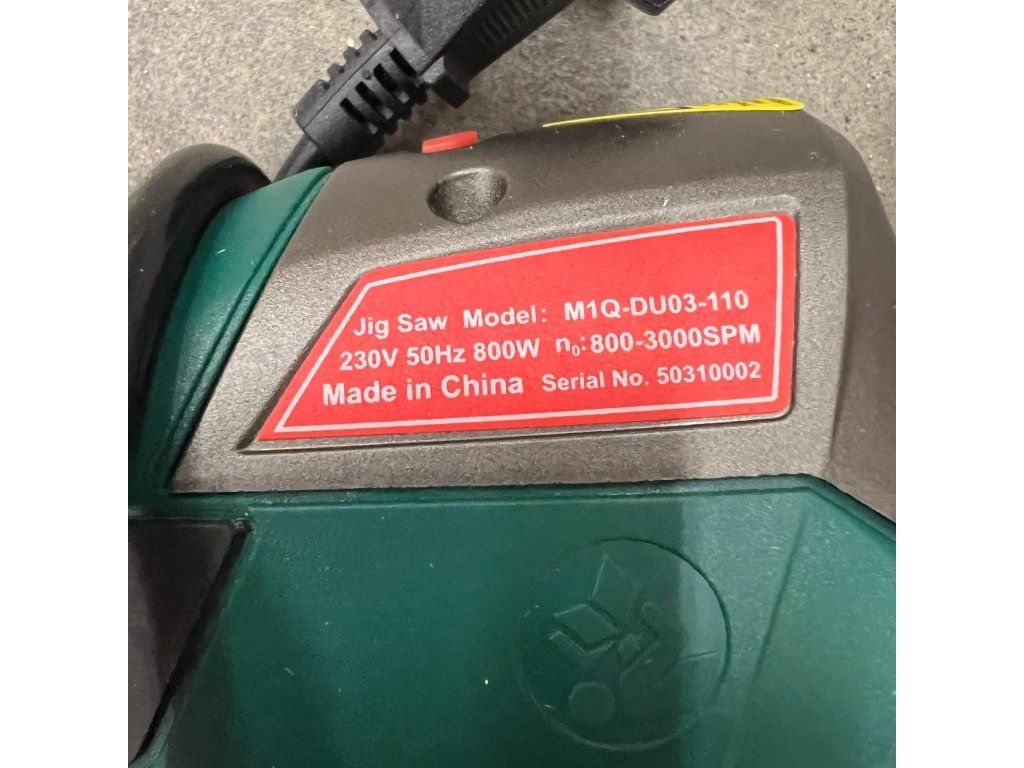 Jig Saw Model: M1Q-DU03-110
230V 50Hz 800W n₀:800-3000SPM
Made in China Serial No. 50310002